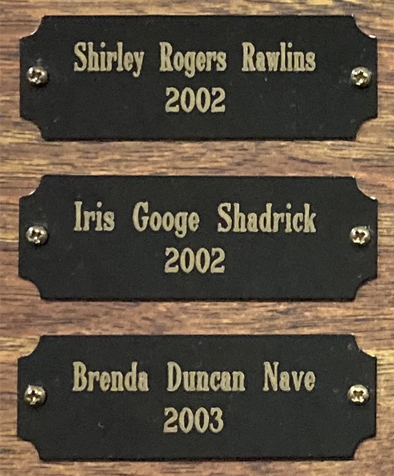 Shirley Rogers Rawlins
2002
Iris Googe Shadrick
2002
Brenda Duncan Nave
2003